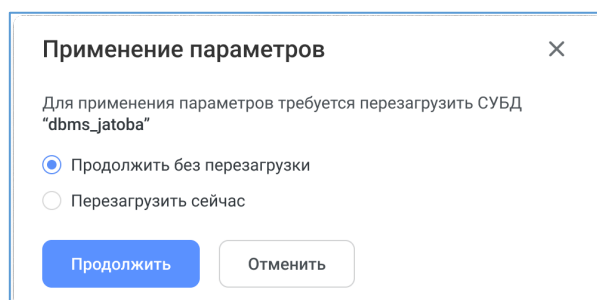 Применение параметров
Для применения параметров требуется перезагрузить СУБД
“dbms_jatoba”
Продолжить без перезагрузки
Перезагрузить сейчас
Продолжить
Отменить